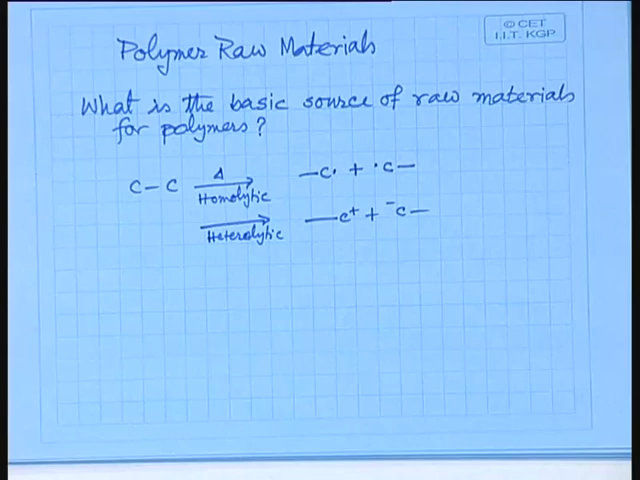 © CET
I.I.T. KGP
Polymer Raw Materials
What is the basic source of raw materials
for polymers?
C – C  Δ → Homolytic  —C· + ·C—
→ Heterolytic  —C⁺ + ⁻C—